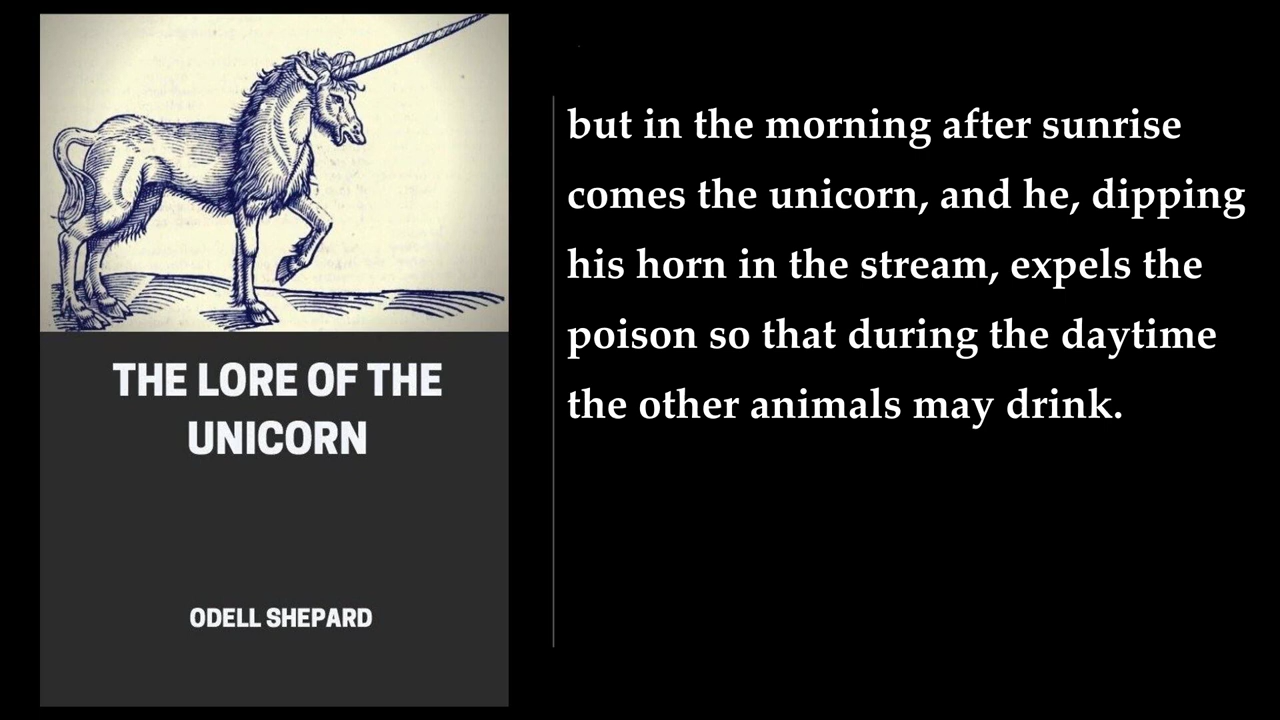 THE LORE OF THE
UNICORN
ODELL SHEPARD
but in the morning after sunrise
comes the unicorn, and he, dipping
his horn in the stream, expels the
poison so that during the daytime
the other animals may drink.